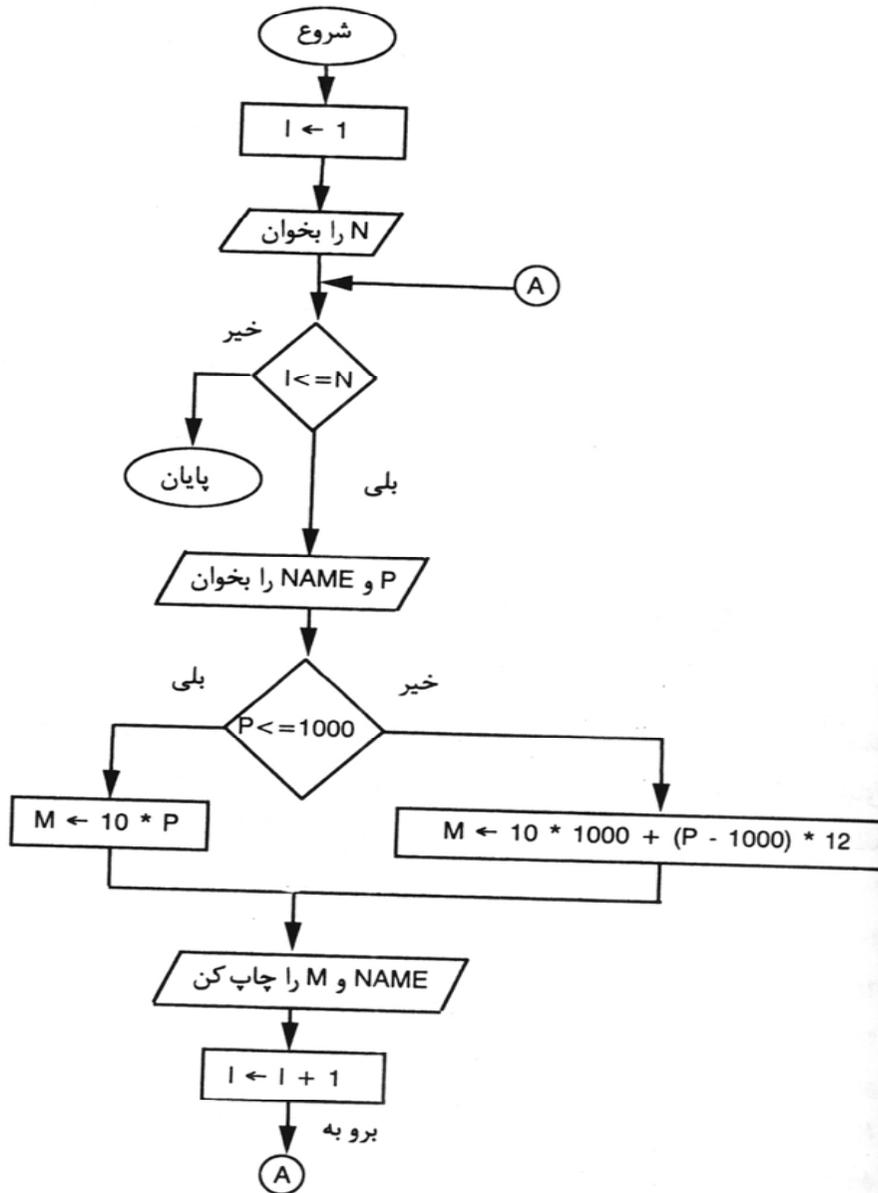 شروع
I ← 1
N را بخوان
A
خیر
I<=N
پایان
بلی
P و NAME را بخوان
بلی
خیر
P<=1000
M ← 10 * P
M ← 10 * 1000 + (P - 1000) * 12
NAME و M را چاپ کن
I ← I + 1
برو به
A